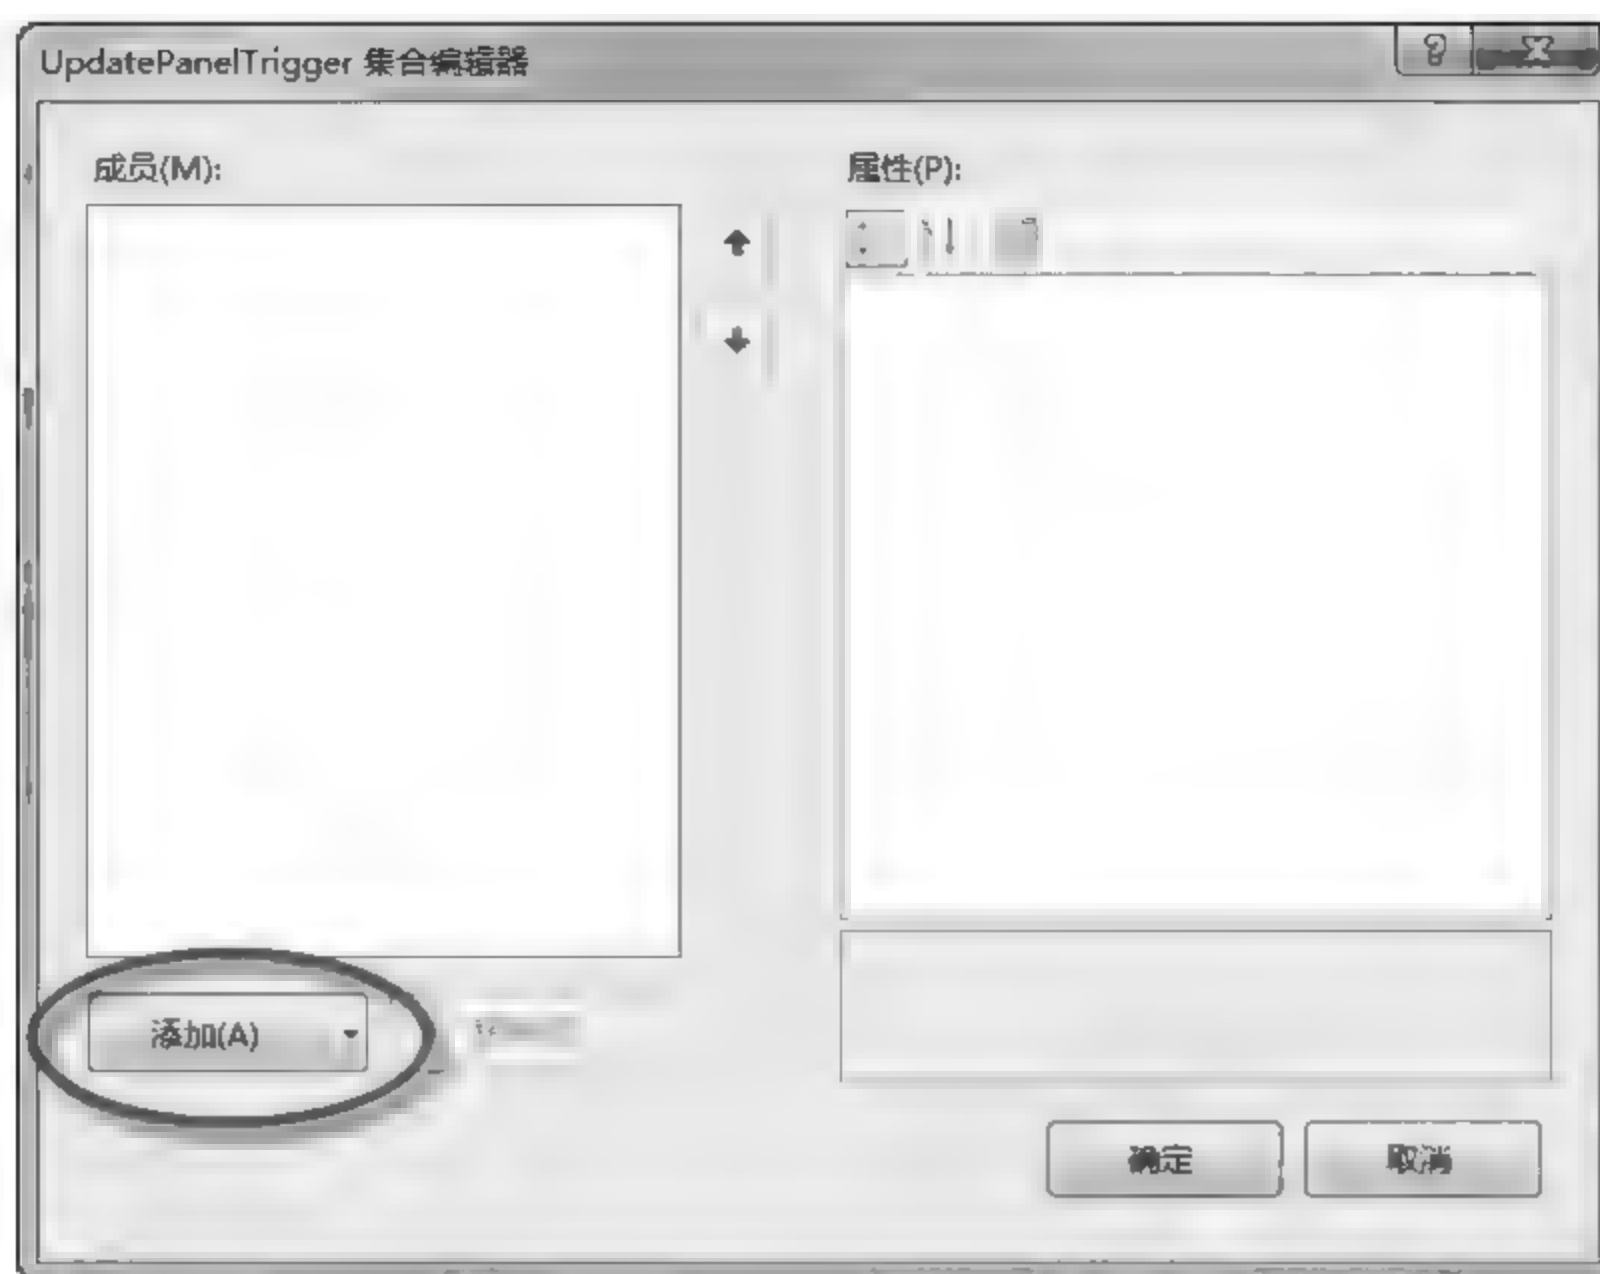 UpdatePanelTrigger 集合编辑器
成员(M):
属性(P):
添加(A)
确定
取消